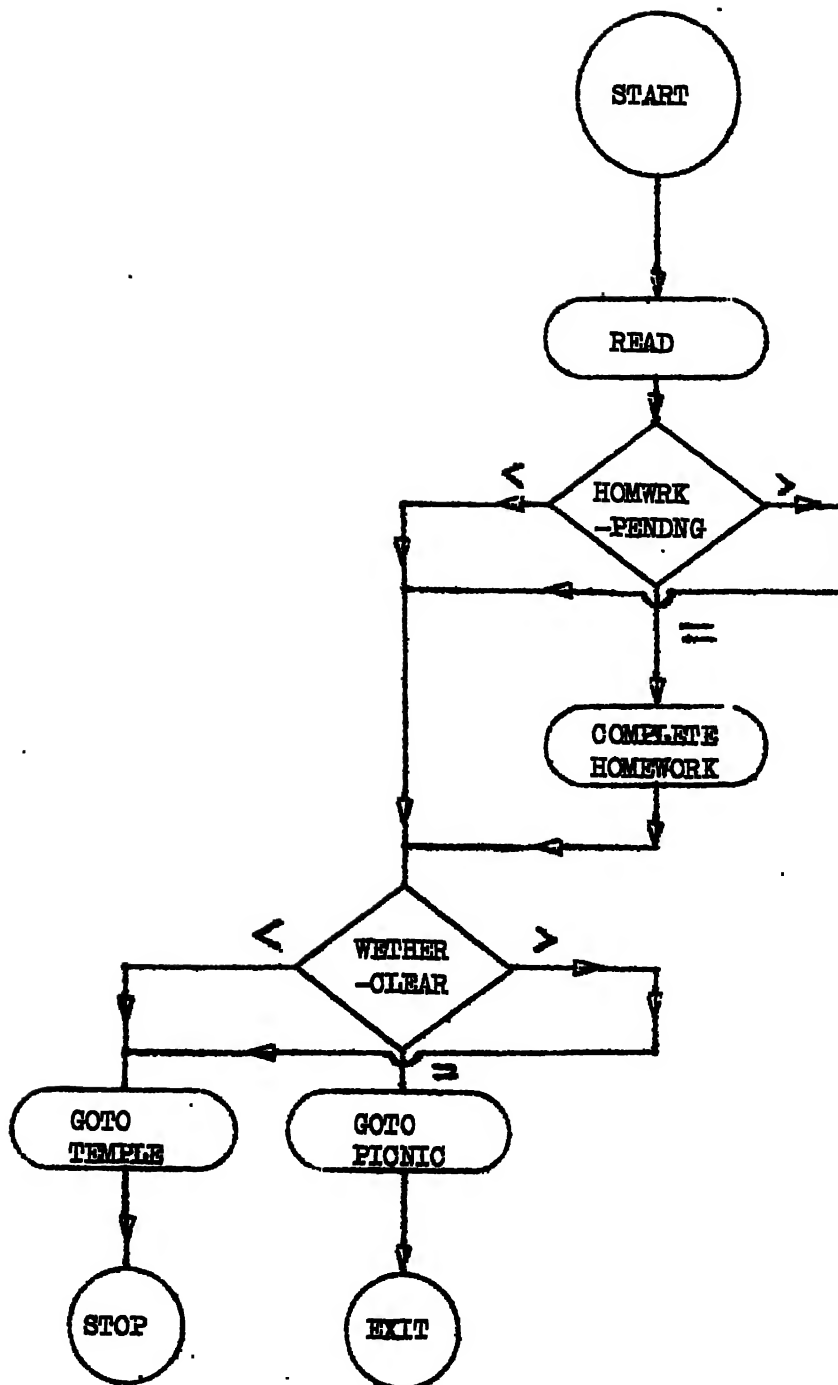 START
READ
< HOMWRK >
-PENDNG
=
COMPLETE
HOMEWORK
< WETHER >
-CLEAR
=
GOTO
TEMPLE
GOTO
PICNIC
STOP
EXIT